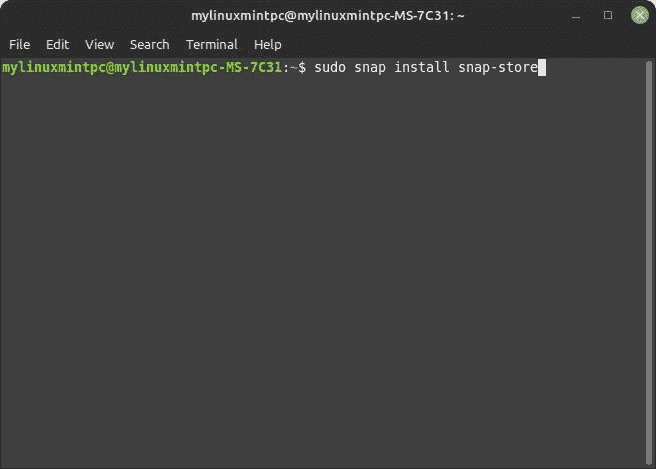 mylinuxmintpc@mylinuxmintpc-MS-7C31: ~
File Edit View Search Terminal Help
mylinuxmintpc@mylinuxmintpc-MS-7C31:~$ sudo snap install snap-store